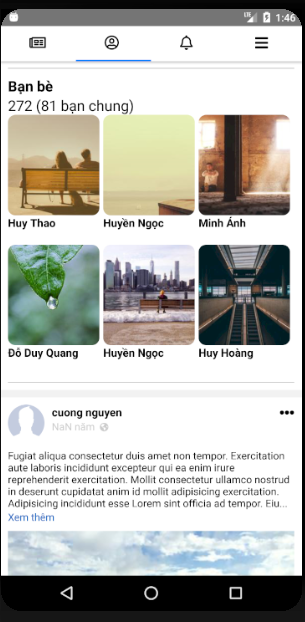 LTE 1:46
Bạn bè
272 (81 bạn chung)
Huy Thao Huyền Ngọc Minh Ánh
Đô Duy Quang Huyền Ngọc Huy Hoàng
cuong nguyen
NaN năm
Fugiat aliqua consectetur duis amet non tempor. Exercitation
aute laboris incididunt excepteur qui ea enim irure
reprehenderit exercitation. Mollit consectetur ullamco nostrud
in deserunt cupidatat anim id mollit adipisicing exercitation.
Adipisicing incididunt esse Lorem sint officia ad tempor. Eiu...
Xem thêm